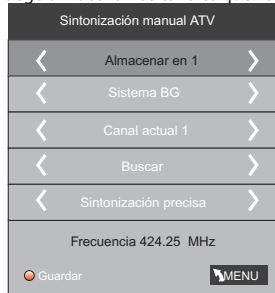 Sintonización manual ATV
Almacenar en 1
Sistema BG
Canal actual 1
Buscar
Sintonización precisa
Frecuencia 424.25 MHz
Guardar MENU